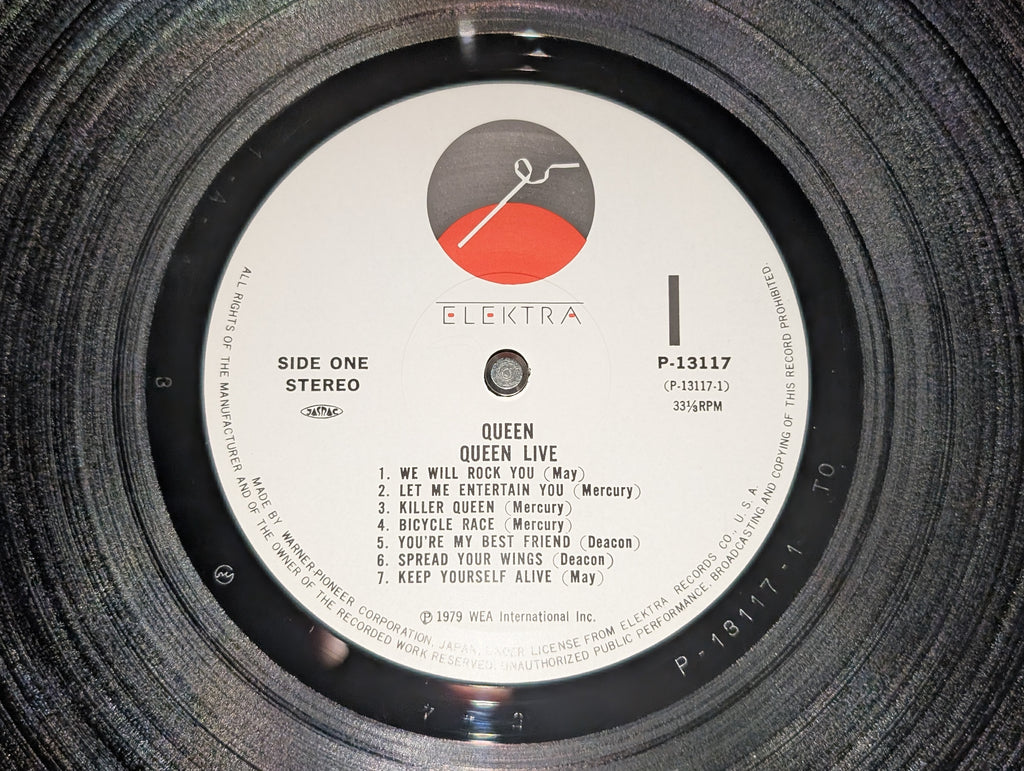 ELEKTRA
SIDE ONE
STEREO
JASRAC
P-13117
(P-13117-1)
33⅓RPM
QUEEN
QUEEN LIVE
1. WE WILL ROCK YOU (May)
2. LET ME ENTERTAIN YOU (Mercury)
3. KILLER QUEEN (Mercury)
4. BICYCLE RACE (Mercury)
5. YOU'RE MY BEST FRIEND (Deacon)
6. SPREAD YOUR WINGS (Deacon)
7. KEEP YOURSELF ALIVE (May)
Ⓟ 1979 WEA International Inc.
MADE BY WARNER-PIONEER CORPORATION, JAPAN, UNDER LICENSE FROM ELEKTRA RECORDS CO., U.S.A.
ALL RIGHTS OF THE MANUFACTURER AND OF THE OWNER OF THE RECORDED WORK RESERVED. UNAUTHORIZED PUBLIC PERFORMANCE, BROADCASTING AND COPYING OF THIS RECORD PROHIBITED.
P-13117-1 TO